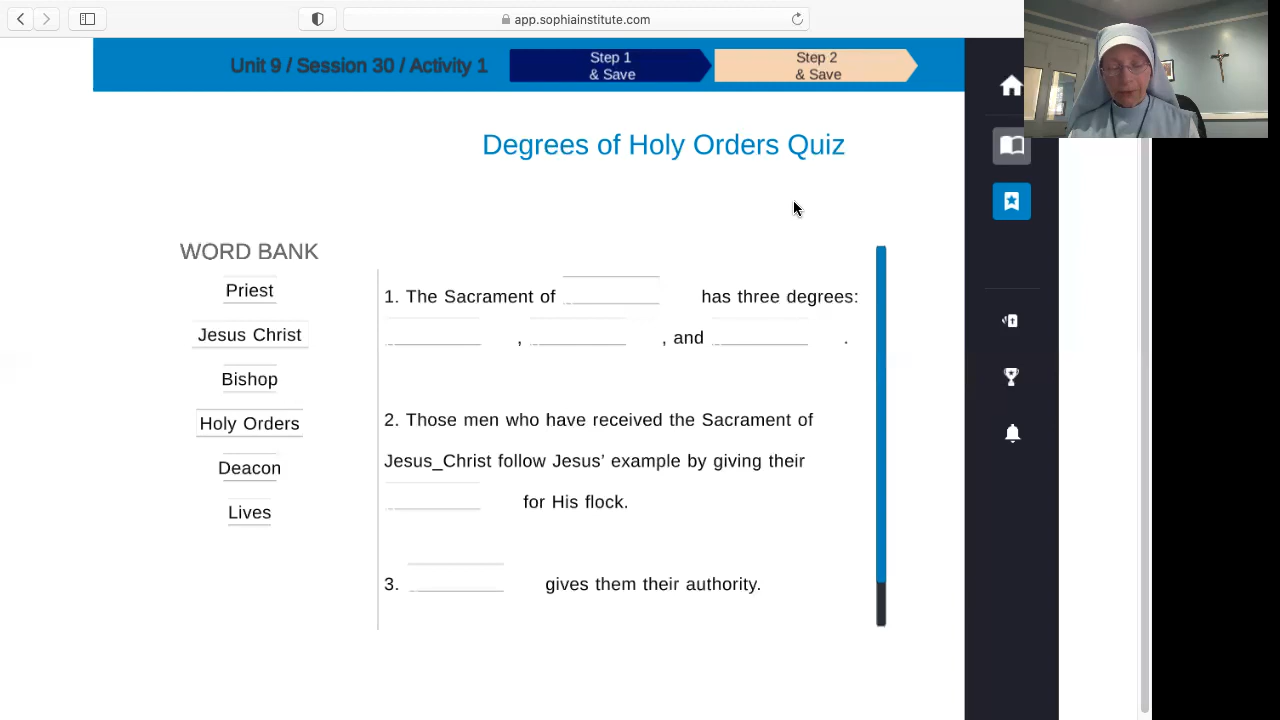 app.sophiainstitute.com
Unit 9 / Session 30 / Activity 1
Step 1
& Save
Step 2
& Save
Degrees of Holy Orders Quiz
WORD BANK
Priest
Jesus Christ
Bishop
Holy Orders
Deacon
Lives
1. The Sacrament of has three degrees:
, , and .
2. Those men who have received the Sacrament of
Jesus_Christ follow Jesus’ example by giving their
for His flock.
3. gives them their authority.